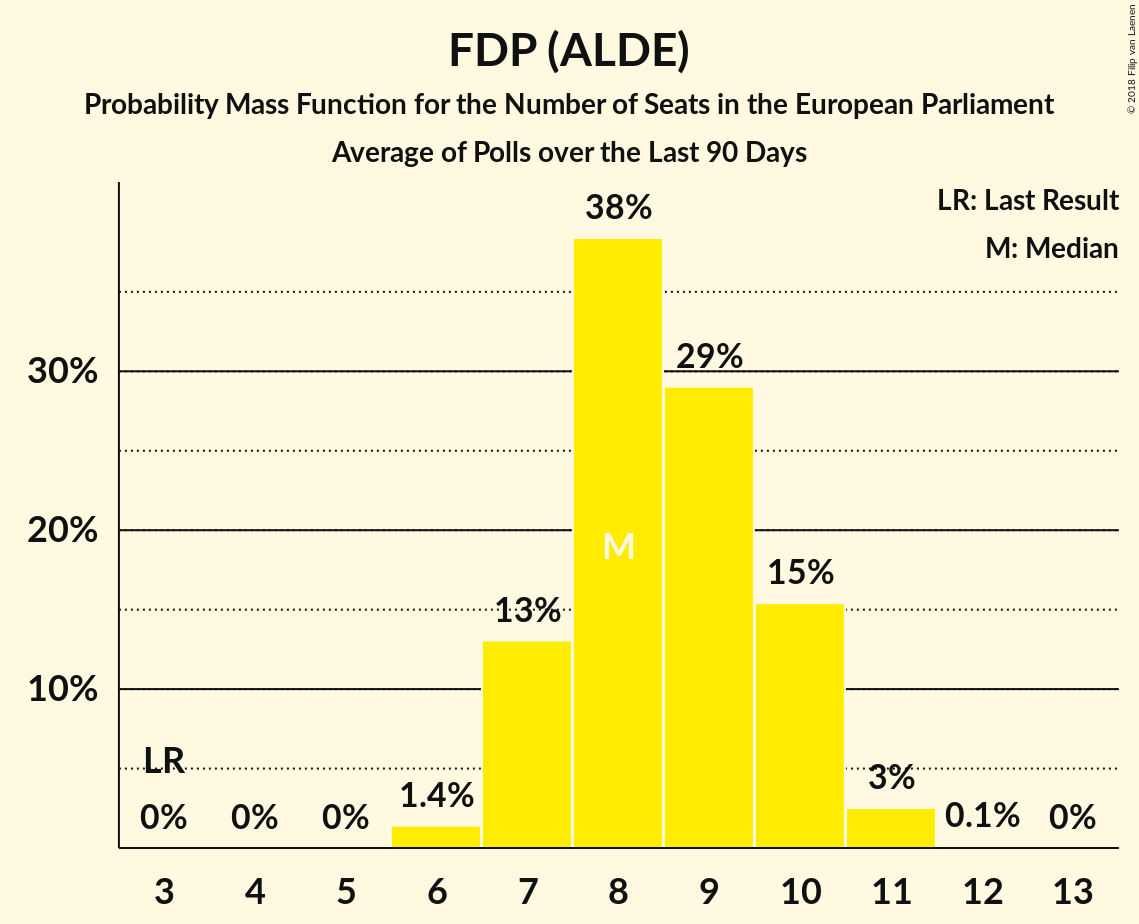 FDP (ALDE)
Probability Mass Function for the Number of Seats in the European Parliament
Average of Polls over the Last 90 Days
© 2018 Filip van Laenen
LR: Last Result
M: Median
38%
30%
29%
20%
M
15%
13%
10%
LR
3%
1.4%
0%
0%
0%
0.1%
0%
3 4 5 6 7 8 9 10 11 12 13